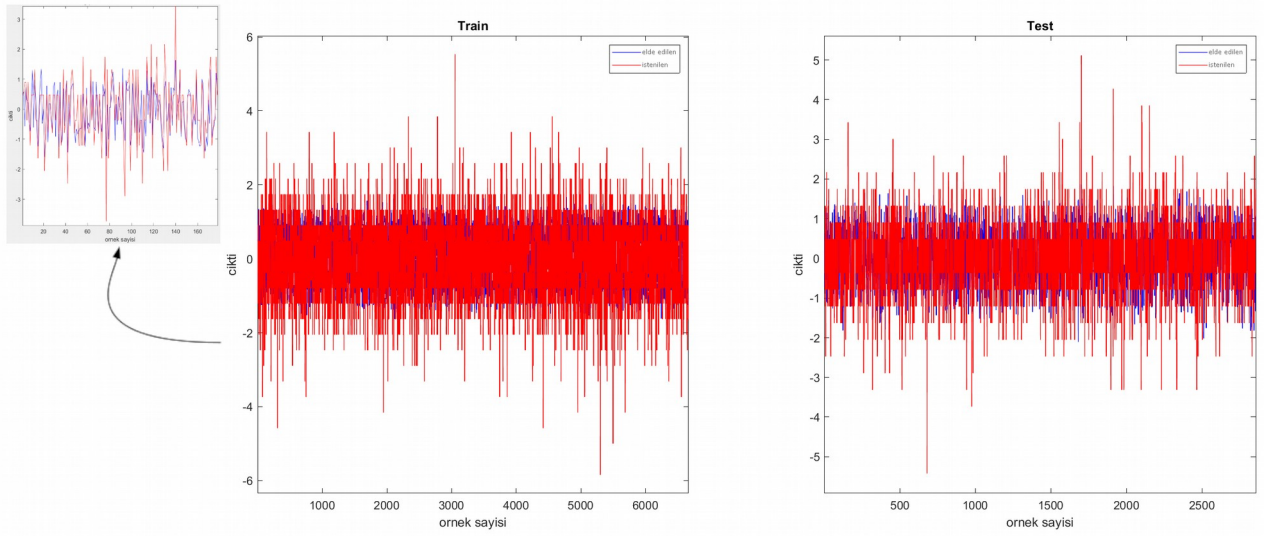 3
2
1
0
-1
-2
-3
cikti
20 40 60 80 100 120 140 160
ornek sayisi
Train
elde edilen
istenilen
6
4
2
0
-2
-4
-6
cikti
1000 2000 3000 4000 5000 6000
ornek sayisi
Test
elde edilen
istenilen
5
4
3
2
1
0
-1
-2
-3
-4
-5
cikti
500 1000 1500 2000 2500
ornek sayisi